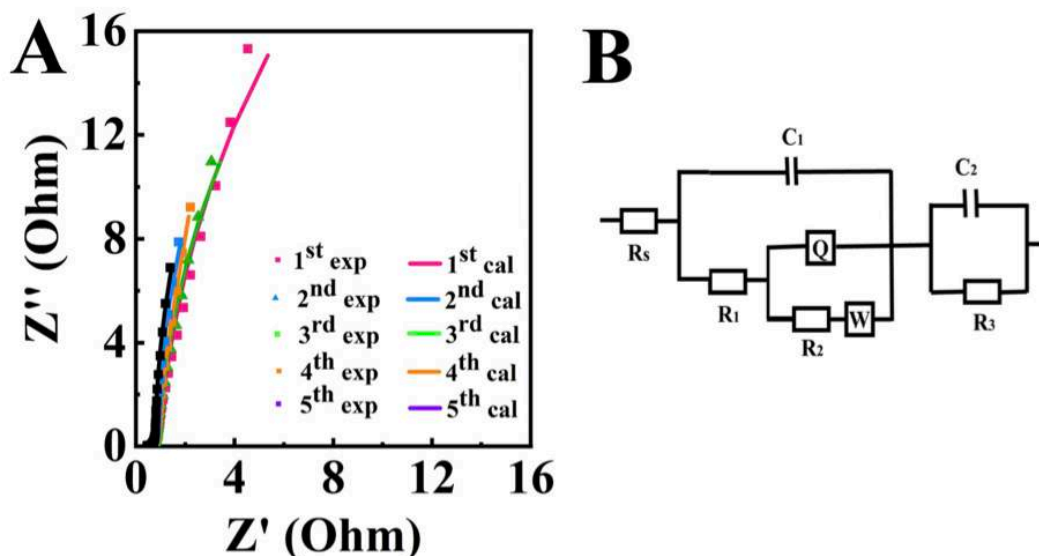 A
16
12
8
4
0
Z'' (Ohm)
1st exp
1st cal
2nd exp
2nd cal
3rd exp
3rd cal
4th exp
4th cal
5th exp
5th cal
0 4 8 12 16
Z' (Ohm)
B
C1
C2
Rs
Q
R1
R2
W
R3